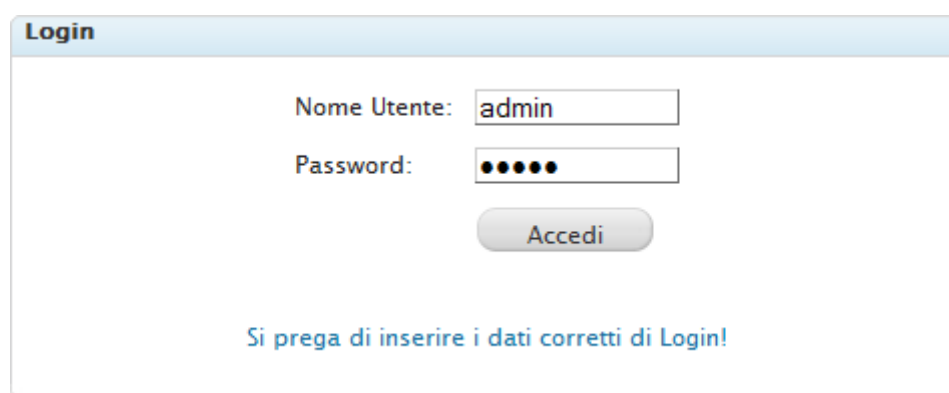 Login
Nome Utente: admin
Password: •••••
Accedi
Si prega di inserire i dati corretti di Login!